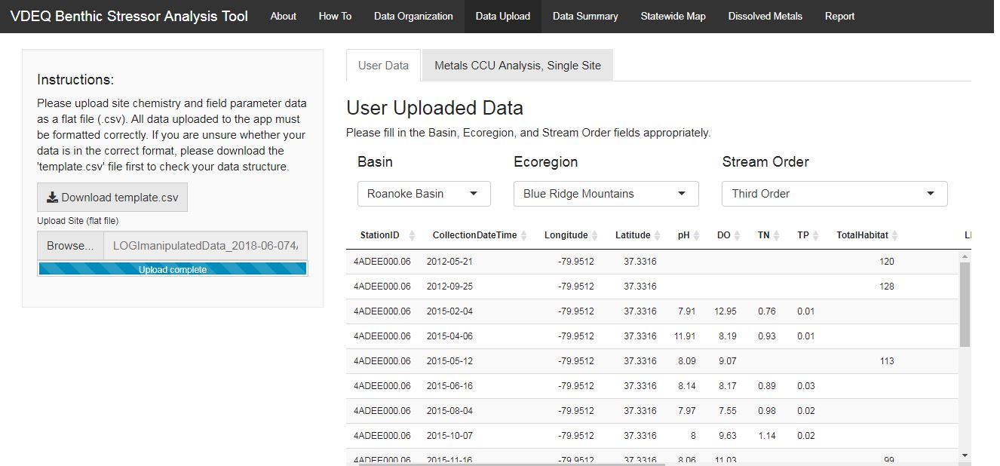 VDEQ Benthic Stressor Analysis Tool About How To Data Organization Data Upload Data Summary Statewide Map Dissolved Metals Report
Instructions:
Please upload site chemistry and field parameter data
as a flat file (.csv). All data uploaded to the app must
be formatted correctly. If you are unsure whether your
data is in the correct format, please download the
'template.csv' file first to check your data structure.
Download template.csv
Upload Site (flat file)
Browse... LOGImanipulatedData_2018-06-074
Upload complete
User Data Metals CCU Analysis, Single Site
User Uploaded Data
Please fill in the Basin, Ecoregion, and Stream Order fields appropriately.
Basin Ecoregion Stream Order
Roanoke Basin Blue Ridge Mountains Third Order
StationID CollectionDateTime Longitude Latitude pH DO TN TP TotalHabitat
4ADEE000.06 2012-05-21 -79.9512 37.3316 120
4ADEE000.06 2012-09-25 -79.9512 37.3316 128
4ADEE000.06 2015-02-04 -79.9512 37.3316 7.91 12.95 0.76 0.01
4ADEE000.06 2015-04-06 -79.9512 37.3316 11.91 8.19 0.93 0.01
4ADEE000.06 2015-05-12 -79.9512 37.3316 8.09 9.07 113
4ADEE000.06 2015-06-16 -79.9512 37.3316 8.14 8.17 0.89 0.03
4ADEE000.06 2015-08-04 -79.9512 37.3316 7.97 7.55 0.98 0.02
4ADEE000.06 2015-10-07 -79.9512 37.3316 8 9.63 1.14 0.02
4ADEE000.06 2015-11-16 -79.9512 37.3316 8.06 11.03 99